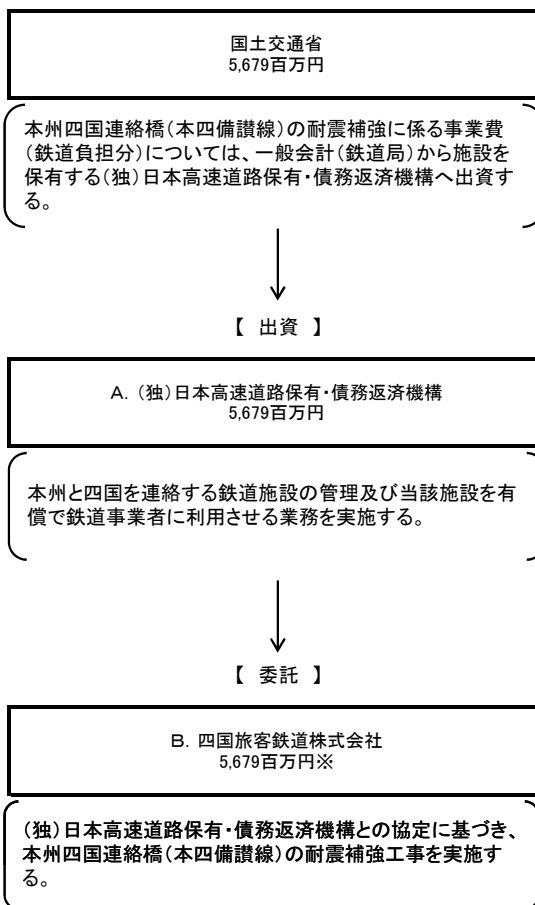 国土交通省
5,679百万円
本州四国連絡橋（本四備讃線）の耐震補強に係る事業費
（鉄道負担分）については、一般会計（鉄道局）から施設を
保有する（独）日本高速道路保有・債務返済機構へ出資す
る。
【 出資 】
A. （独）日本高速道路保有・債務返済機構
5,679百万円
本州と四国を連絡する鉄道施設の管理及び当該施設を有
償で鉄道事業者に利用させる業務を実施する。
【 委託 】
B. 四国旅客鉄道株式会社
5,679百万円※
（独）日本高速道路保有・債務返済機構との協定に基づき、
本州四国連絡橋（本四備讃線）の耐震補強工事を実施す
る。